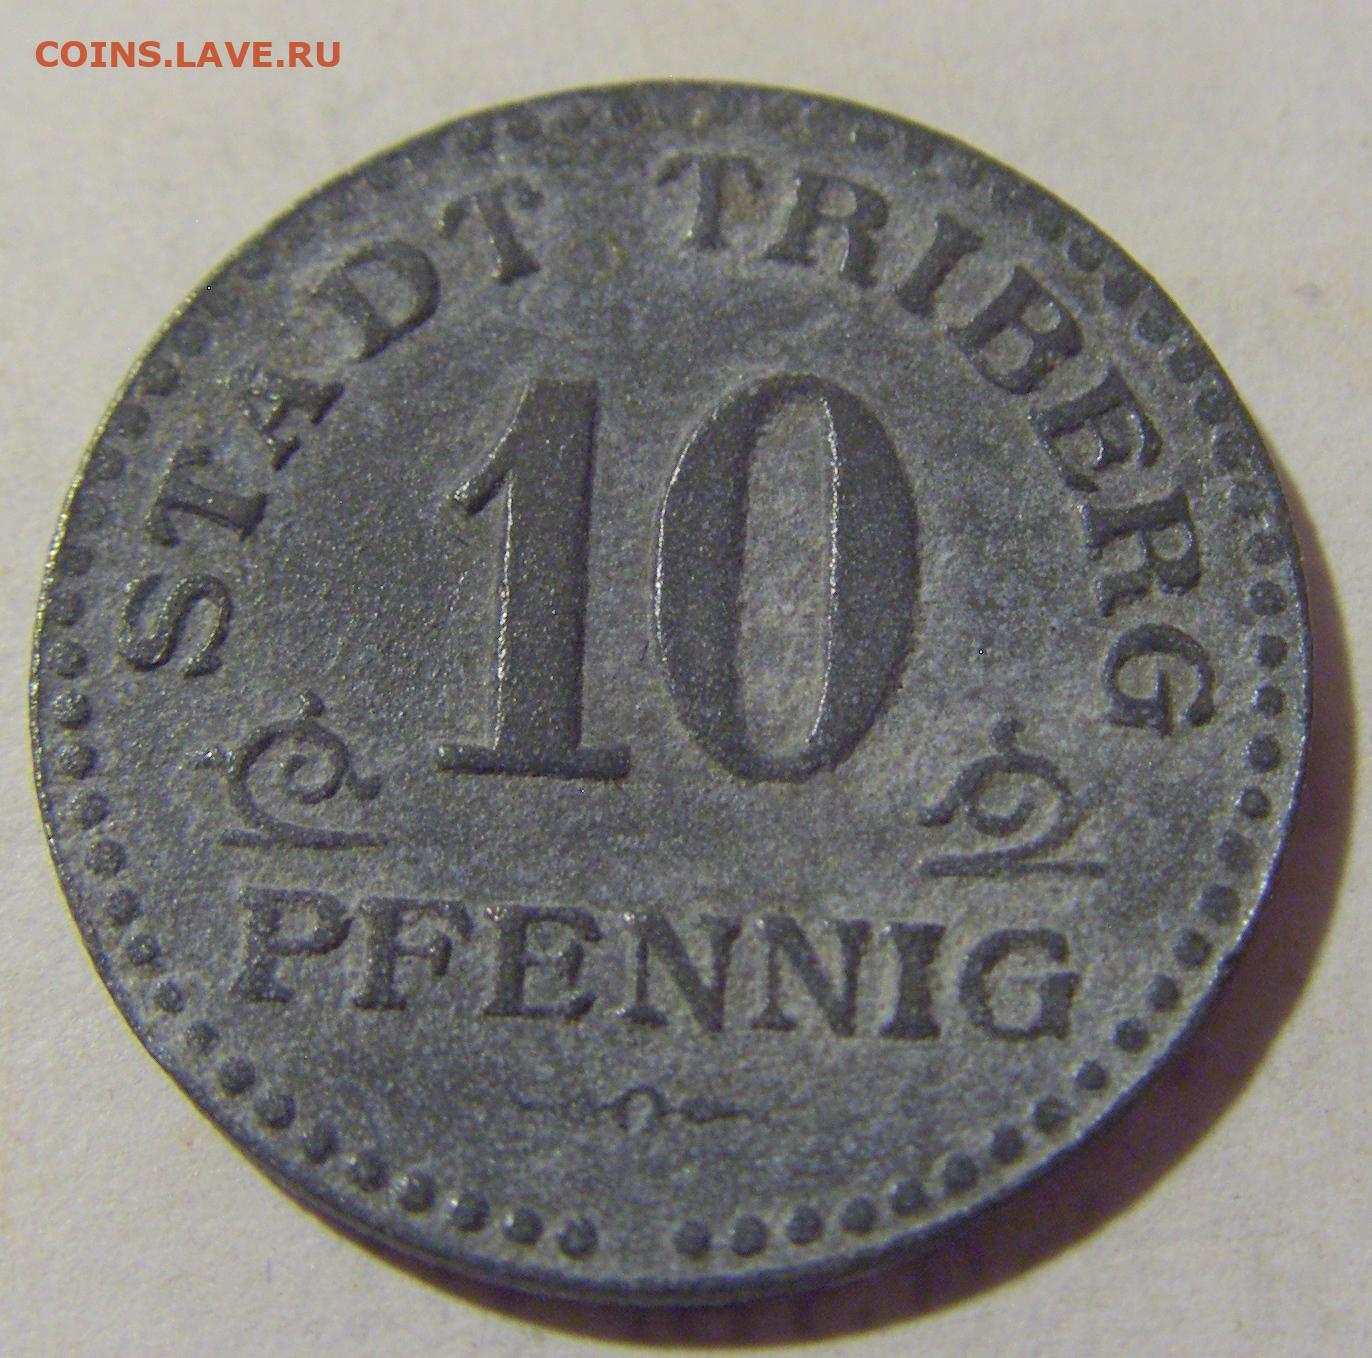 COINS.LAVE.RU
STADT TRIBERG
10
PFENNIG